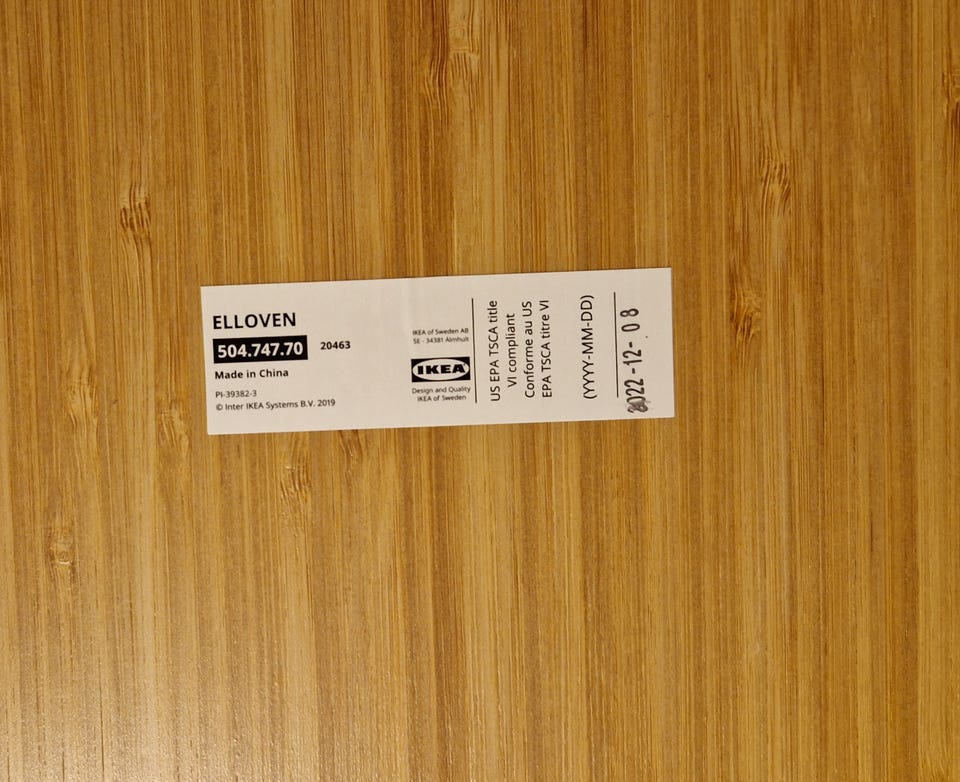 ELLOVEN
504.747.70 20463
Made in China
PI-39382-3
© Inter IKEA Systems B.V. 2019
IKEA of Sweden AB
SE - 34381 Älmhult
IKEA
Design and Quality
IKEA of Sweden
US EPA TSCA title
VI compliant
Conforme au US
EPA TSCA titre VI
(YYYY-MM-DD)
2022-12-08